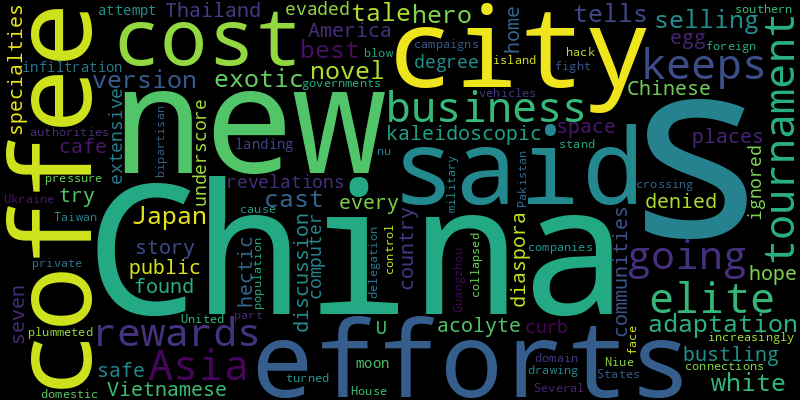 attempt
Thailand
evaded
tale
hero
tells
southern
specialties
coffee
cost
America
blow
campaigns
city
home
selling
best
hack
egg
foreign
infiltration
version
exotic
novel
degree
island
fight
keeps
governments
vehicles
Chinese
tournament
extensive
new
business
authorities
cafe
underscore
bipartisan
landing
kaleidoscopic
space
places
nu
stand
S
pressure
said
try
revelations
military
Pakistan
crossing
ignored
Ukraine
cause
cast
every
denied
Taiwan
Japan
China
country
diaspora
communities
story
hectic
population
discussion
computer
delegation
control
Guangzhou
collapsed
companies
going
hope
public
private
found
seven
elite
United
part
U
acolyte
curb
face
adaptation
plummeted
rewards
efforts
increasingly
Asia
moon
domain
Niue
bustling
safe
drawing
States
connections
Vietnamese
turned
House
Several
white
domestic